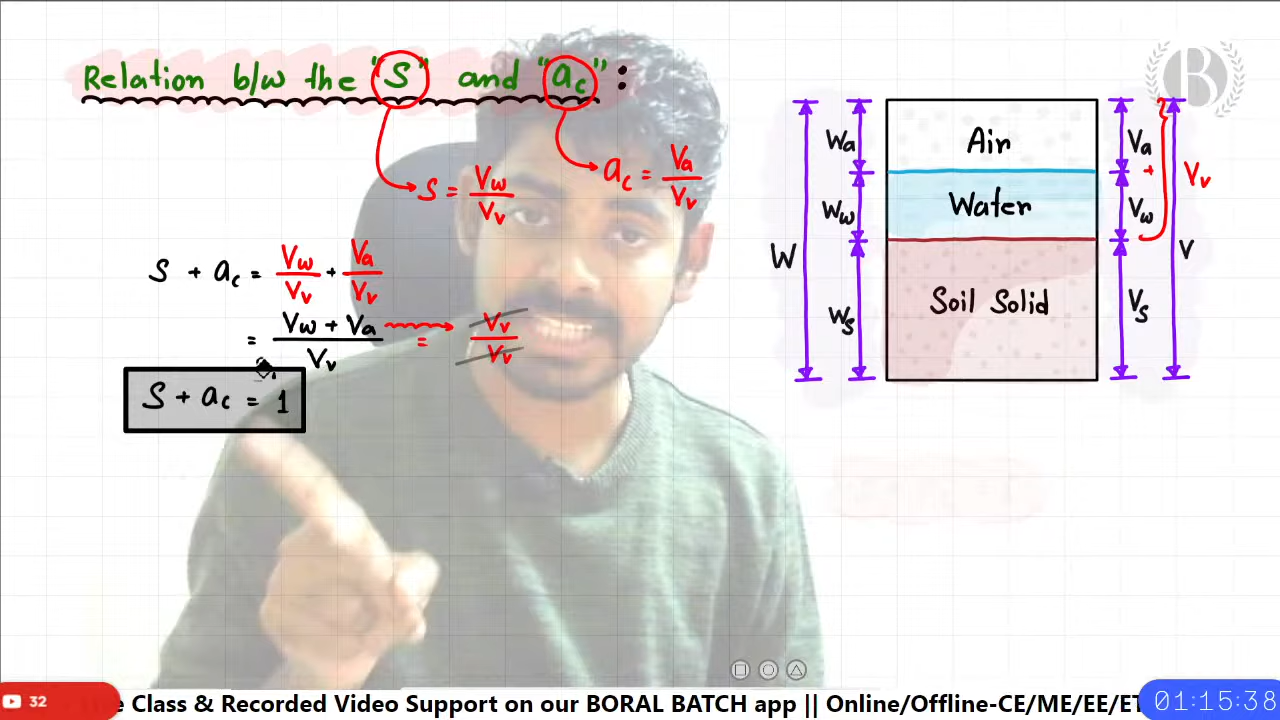 Relation b/w the "S" and "ac" :
S = Vw/Vv
ac = Va/Vv
S + ac = Vw/Vv + Va/Vv
= Vw + Va/Vv = Vv/Vv
S + ac = 1
B
Wa Air Va
+
Vv
Ww Water Vw
W V
Ws Soil Solid Vs
32
e Class & Recorded Video Support on our BORAL BATCH app || Online/Offline-CE/ME/EE/ET
01:15:38